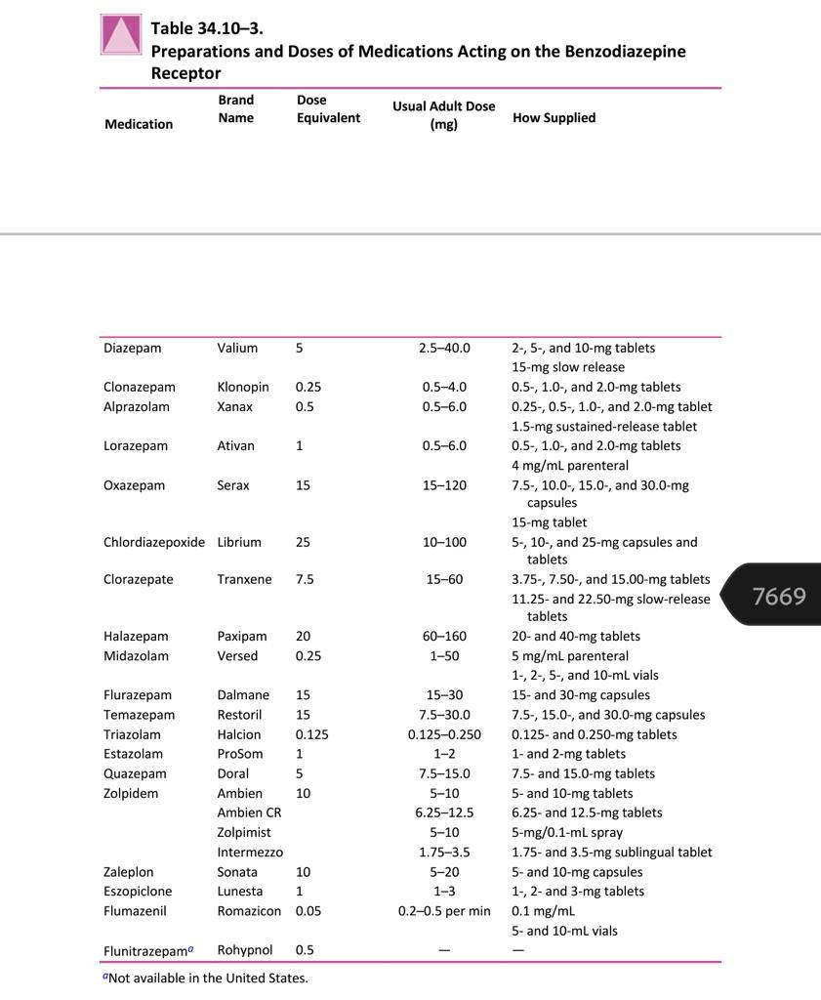 Table 34.10–3.
Preparations and Doses of Medications Acting on the Benzodiazepine
Receptor
Medication Brand Name Dose Equivalent Usual Adult Dose (mg) How Supplied
Diazepam Valium 5 2.5–40.0 2-, 5-, and 10-mg tablets
15-mg slow release
Clonazepam Klonopin 0.25 0.5–4.0 0.5-, 1.0-, and 2.0-mg tablets
Alprazolam Xanax 0.5 0.5–6.0 0.25-, 0.5-, 1.0-, and 2.0-mg tablet
1.5-mg sustained-release tablet
Lorazepam Ativan 1 0.5–6.0 0.5-, 1.0-, and 2.0-mg tablets
4 mg/mL parenteral
Oxazepam Serax 15 15–120 7.5-, 10.0-, 15.0-, and 30.0-mg
capsules
15-mg tablet
Chlordiazepoxide Librium 25 10–100 5-, 10-, and 25-mg capsules and
tablets
Clorazepate Tranxene 7.5 15–60 3.75-, 7.50-, and 15.00-mg tablets
11.25- and 22.50-mg slow-release
tablets
7669
Halazepam Paxipam 20 60–160 20- and 40-mg tablets
Midazolam Versed 0.25 1–50 5 mg/mL parenteral
1-, 2-, 5-, and 10-mL vials
Flurazepam Dalmane 15 15–30 15- and 30-mg capsules
Temazepam Restoril 15 7.5–30.0 7.5-, 15.0-, and 30.0-mg capsules
Triazolam Halcion 0.125 0.125–0.250 0.125- and 0.250-mg tablets
Estazolam ProSom 1 1–2 1- and 2-mg tablets
Quazepam Doral 5 7.5–15.0 7.5- and 15.0-mg tablets
Zolpidem Ambien 10 5–10 5- and 10-mg tablets
Ambien CR 6.25–12.5 6.25- and 12.5-mg tablets
Zolpimist 5–10 5-mg/0.1-mL spray
Intermezzo 1.75–3.5 1.75- and 3.5-mg sublingual tablet
Zaleplon Sonata 10 5–20 5- and 10-mg capsules
Eszopiclone Lunesta 1 1–3 1-, 2- and 3-mg tablets
Flumazenil Romazicon 0.05 0.2–0.5 per min 0.1 mg/mL
5- and 10-mL vials
Flunitrazepamᵃ Rohypnol 0.5 — —
ᵃNot available in the United States.